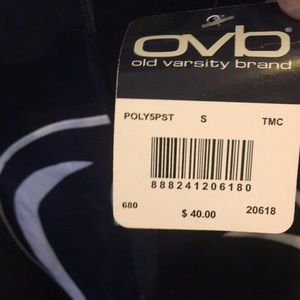 ovb
old varsity brand
POLY5PST S TMC
888241206180
680 $ 40.00 20618